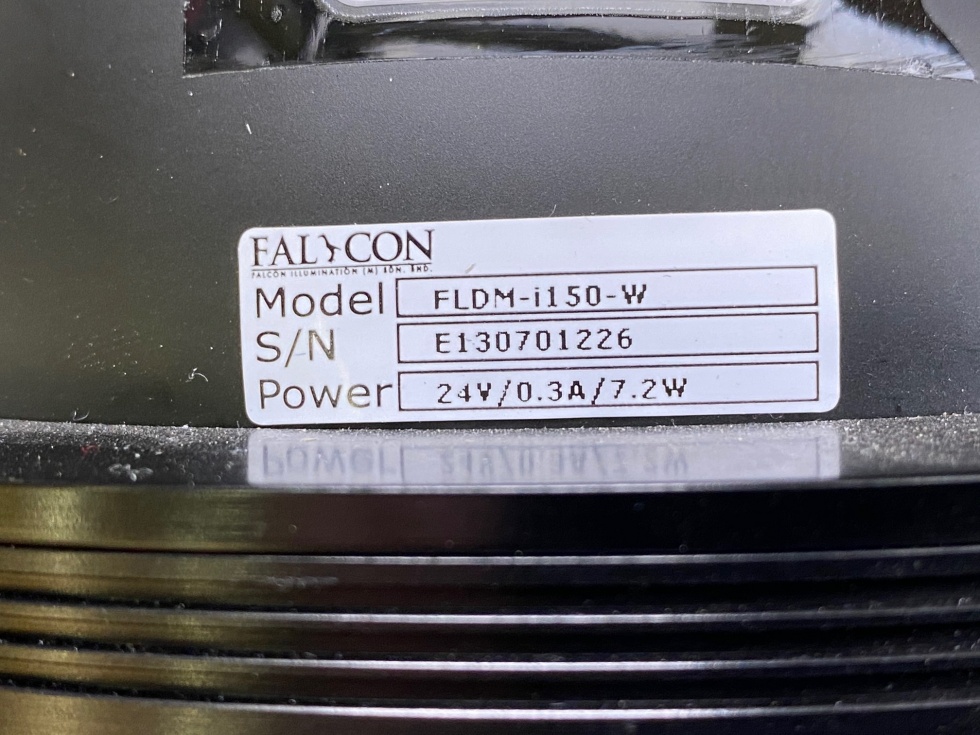 FALCON
FALCON ILLUMINATION (M) SDN. BHD.
Model FLDM-i150-W
S/N E130701226
Power 24V/0.3A/7.2W